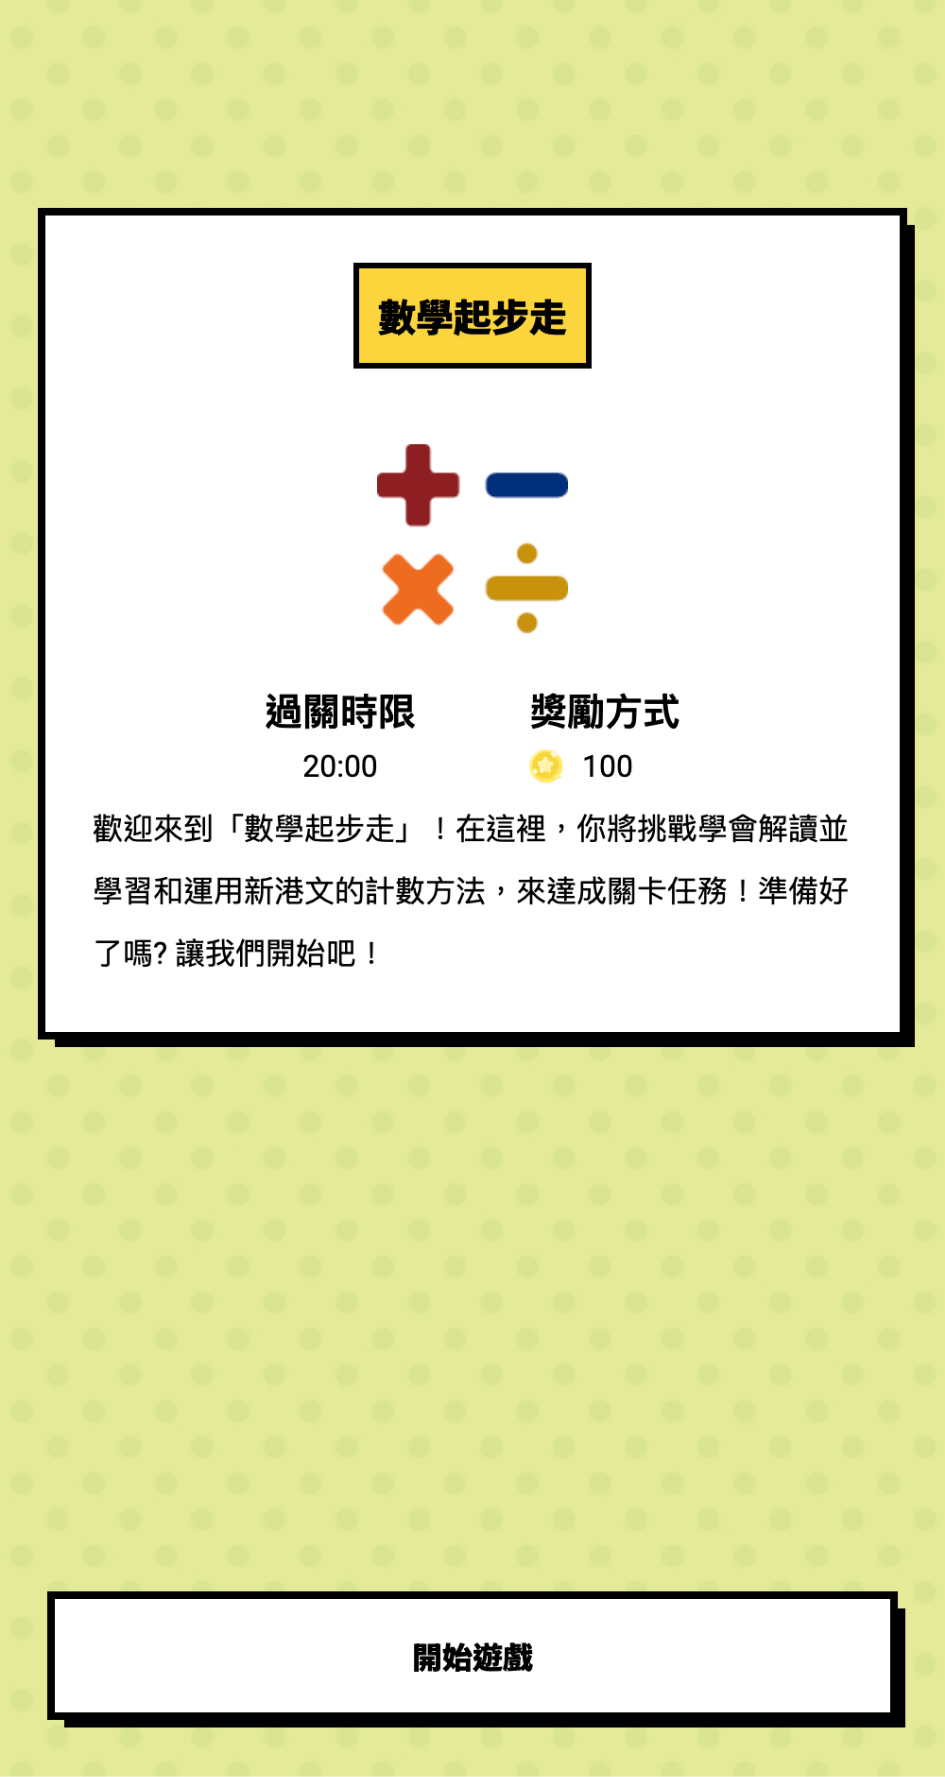 數學起步走
過關時限
獎勵方式
20:00
100
歡迎來到「數學起步走」！在這裡，你將挑戰學會解讀並
學習和運用新港文的計數方法，來達成關卡任務！準備好
了嗎? 讓我們開始吧！
開始遊戲